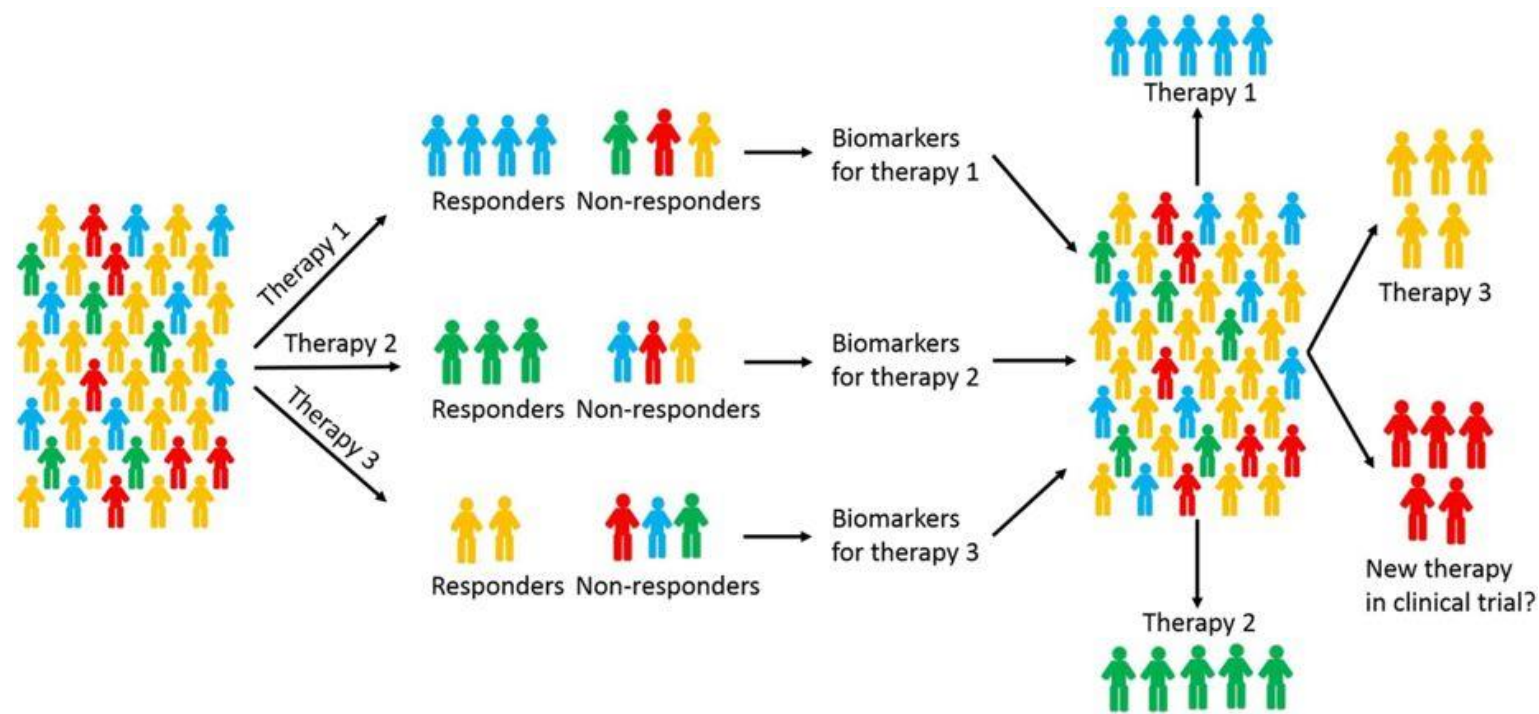 Therapy 1
Therapy 2
Therapy 3
Responders
Non-responders
Biomarkers
for therapy 1
Responders
Non-responders
Biomarkers
for therapy 2
Responders
Non-responders
Biomarkers
for therapy 3
Therapy 1
Therapy 3
New therapy
in clinical trial?
Therapy 2